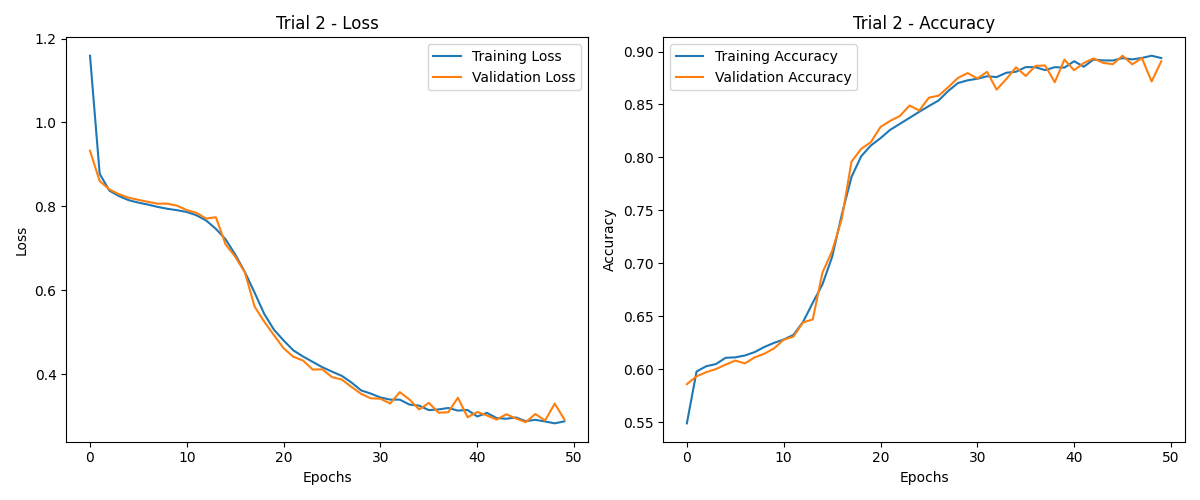 Trial 2 - Loss
Training Loss
Validation Loss
1.2
1.0
0.8
0.6
0.4
Loss
0 10 20 30 40 50
Epochs
Trial 2 - Accuracy
Training Accuracy
Validation Accuracy
0.90
0.85
0.80
0.75
0.70
0.65
0.60
0.55
Accuracy
0 10 20 30 40 50
Epochs